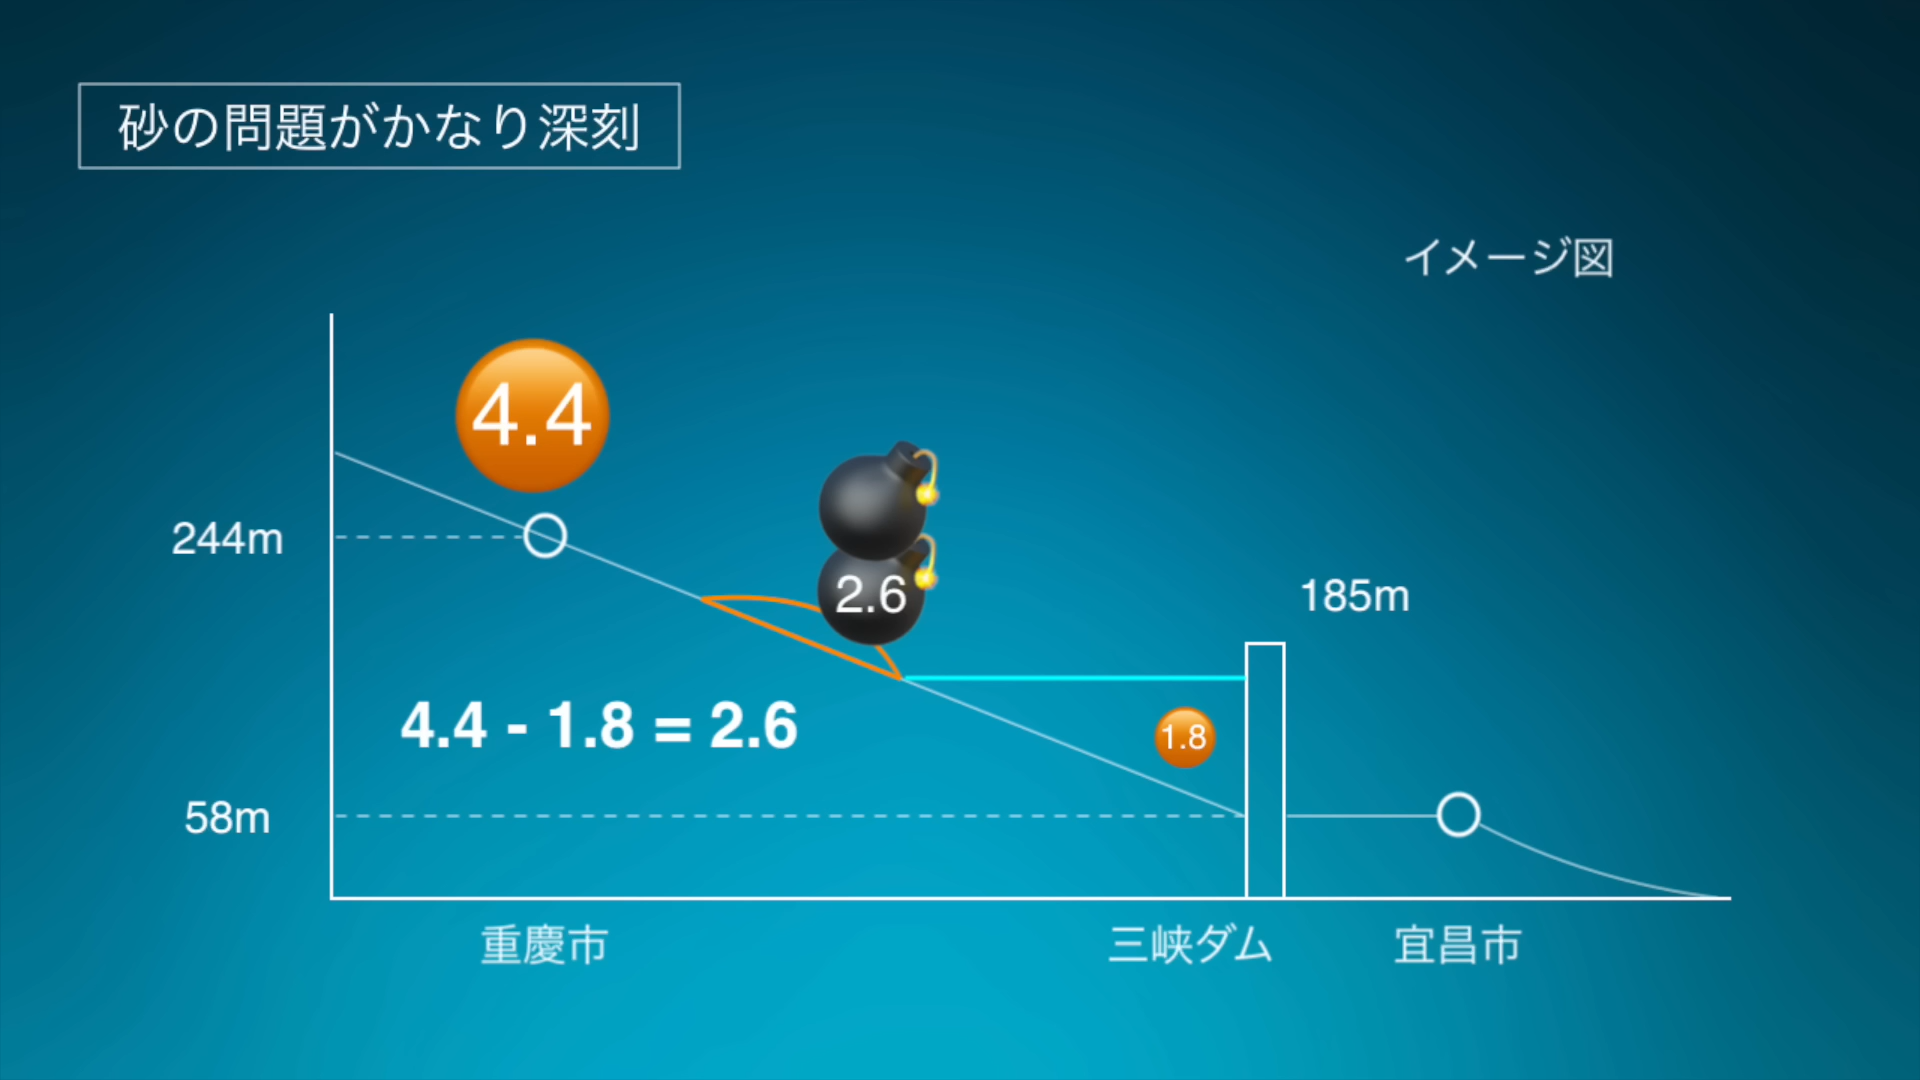 砂の問題がかなり深刻
イメージ図
4.4
244m
2.6
185m
4.4 - 1.8 = 2.6
1.8
58m
重慶市
三峡ダム
宜昌市